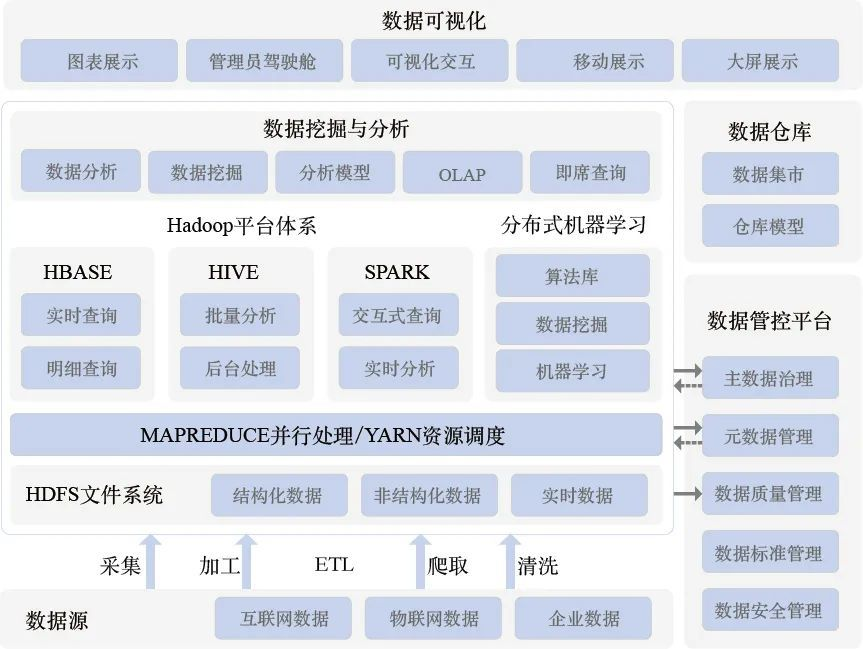 数据可视化
图表展示
管理员驾驶舱
可视化交互
移动展示
大屏展示
数据挖掘与分析
数据分析
数据挖掘
分析模型
OLAP
即席查询
Hadoop平台体系
分布式机器学习
HBASE
实时查询
明细查询
HIVE
批量分析
后台处理
SPARK
交互式查询
实时分析
算法库
数据挖掘
机器学习
MAPREDUCE并行处理/YARN资源调度
HDFS文件系统
结构化数据
非结构化数据
实时数据
采集
加工
ETL
爬取
清洗
数据源
互联网数据
物联网数据
企业数据
数据仓库
数据集市
仓库模型
数据管控平台
主数据治理
元数据管理
数据质量管理
数据标准管理
数据安全管理